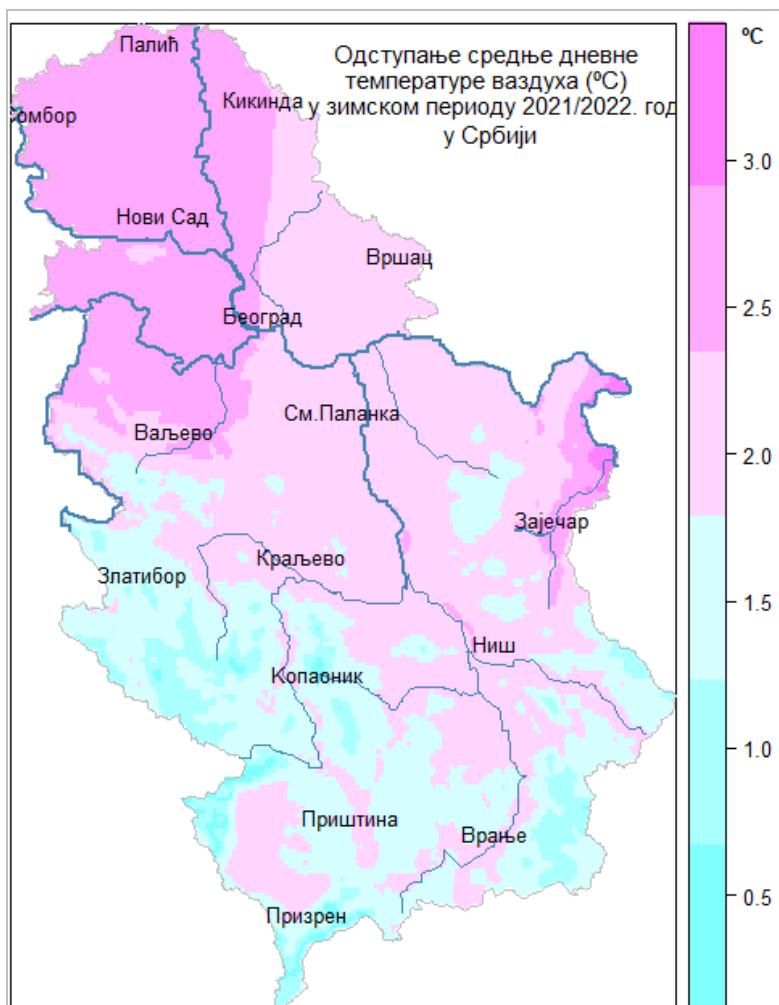 Одступање средње дневне
температуре ваздуха (ºС)
у зимском периоду 2021/2022. год
у Србији
ºC
Палић
Кикинда
Сомбор
Нови Сад
Вршац
Београд
См.Паланка
Ваљево
Зајечар
Краљево
Златибор
Ниш
Копаоник
Приштина
Врање
Призрен
3.0
2.5
2.0
1.5
1.0
0.5